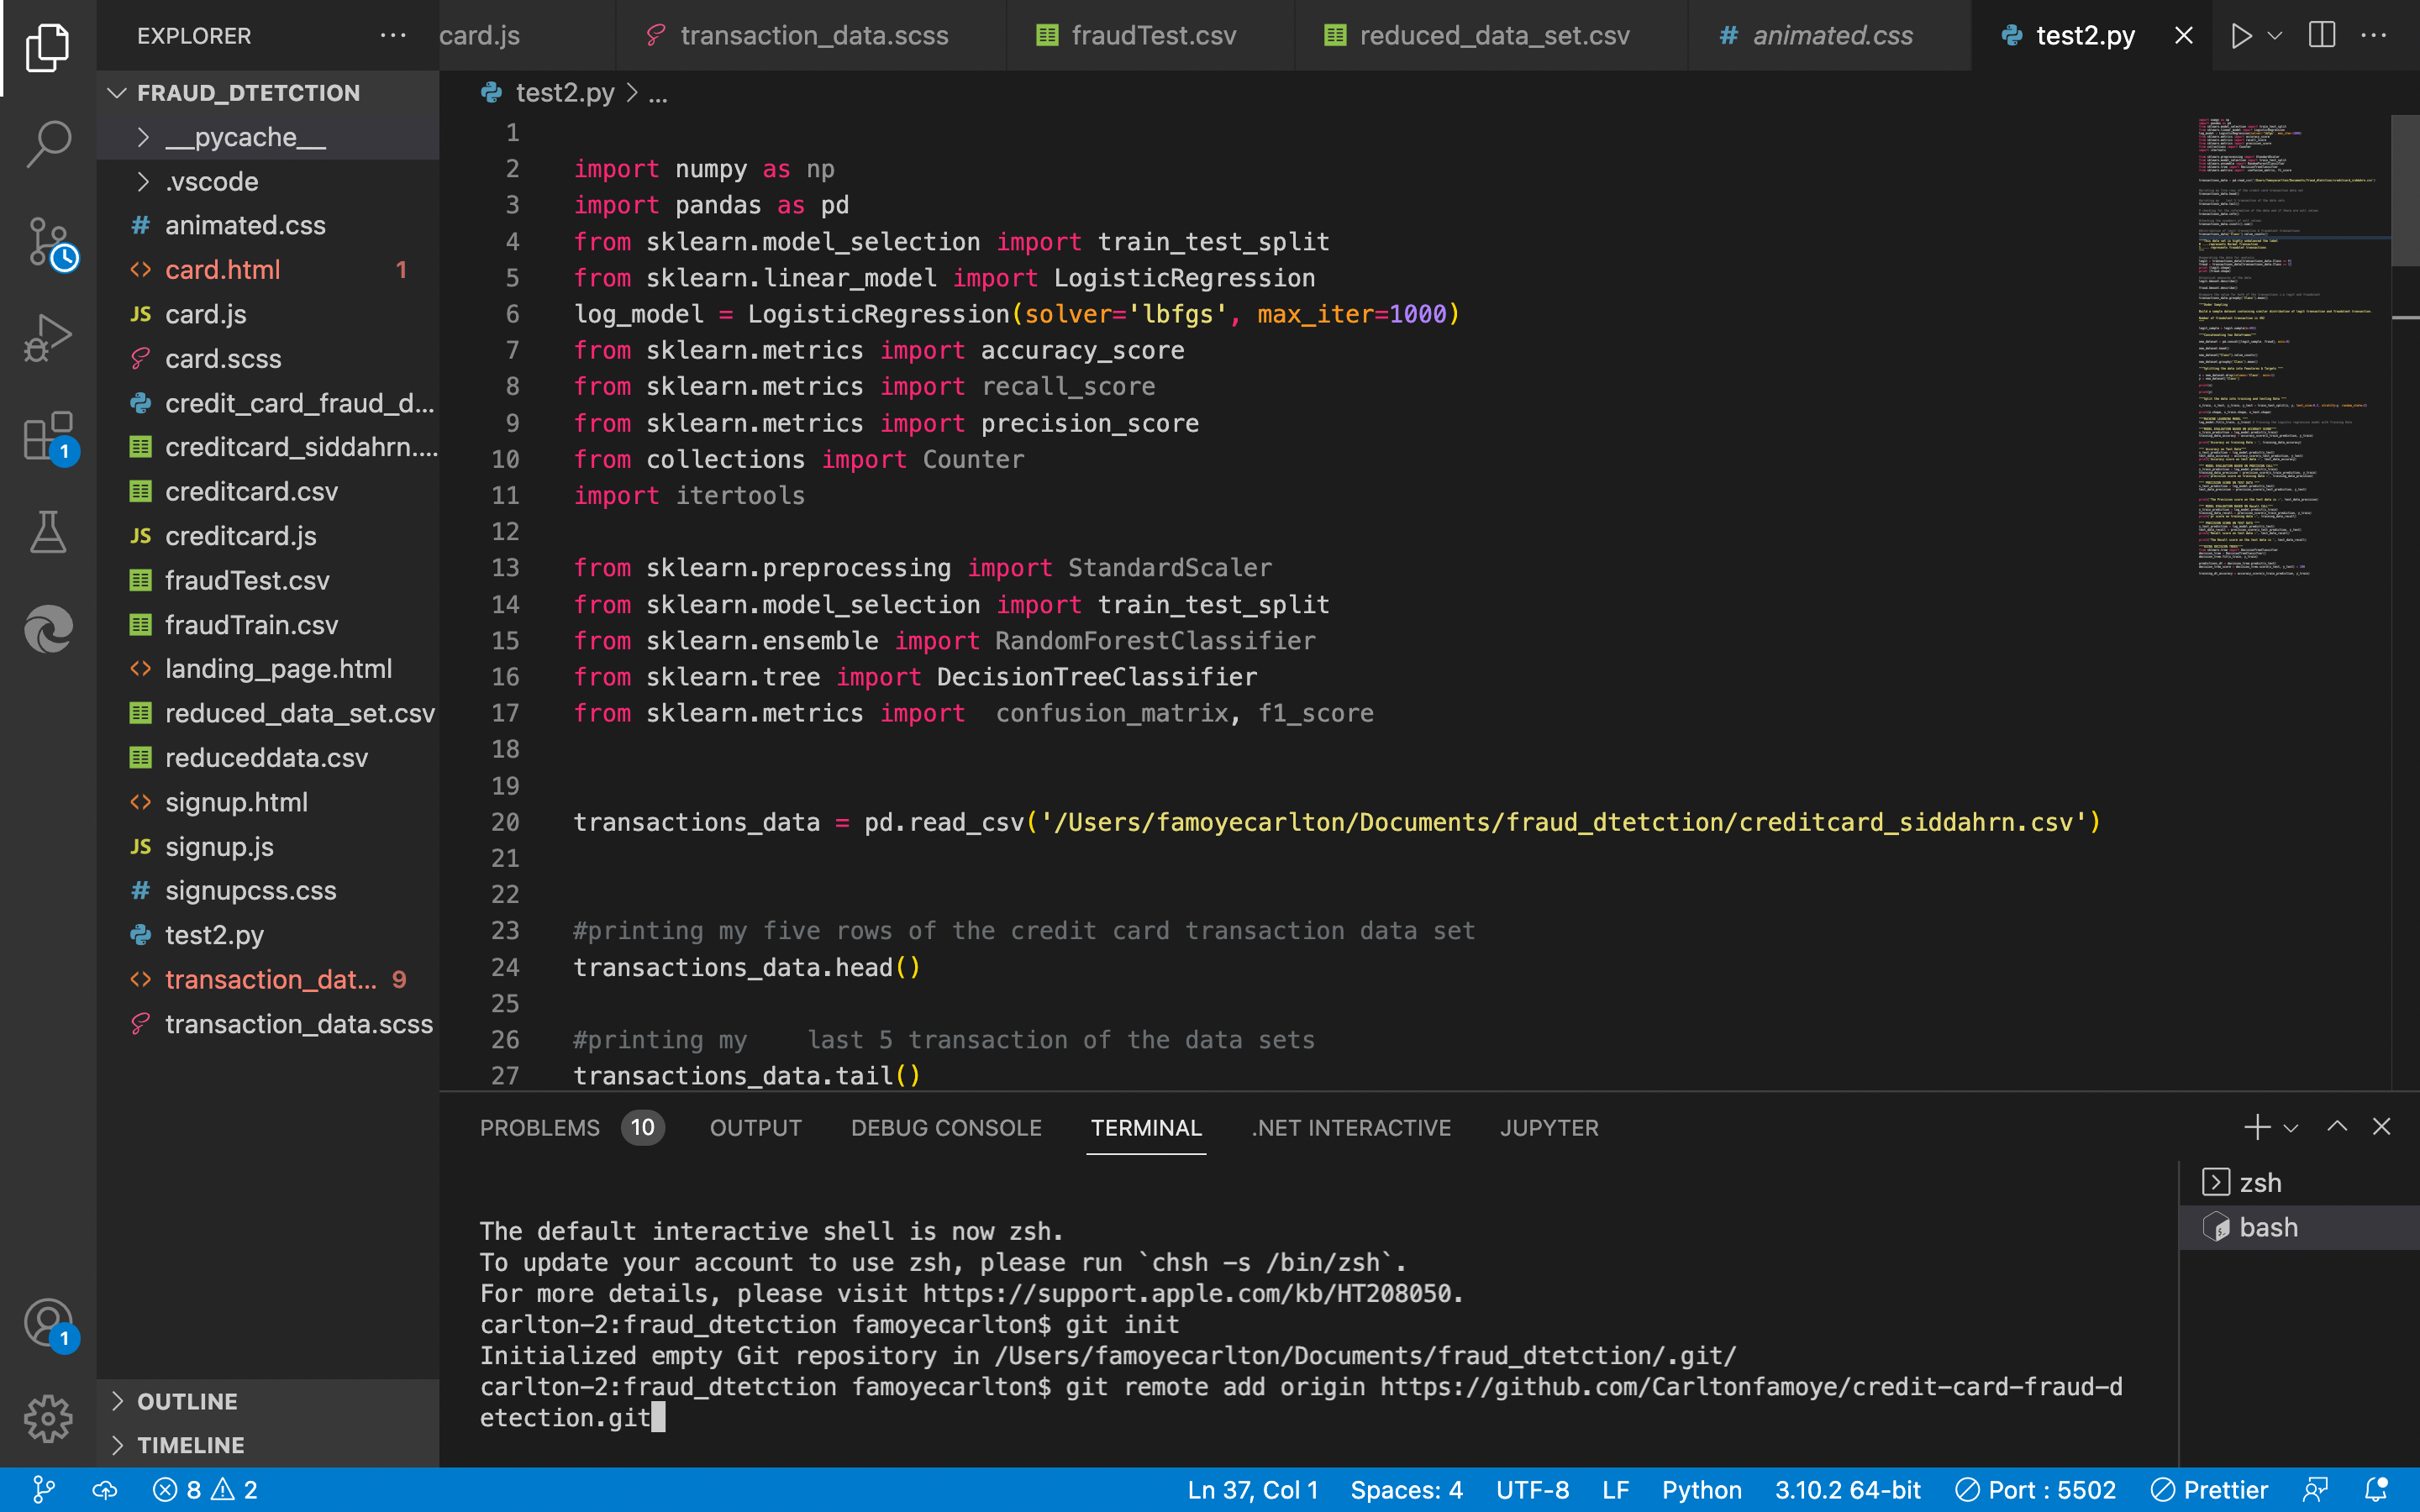 EXPLORER
card.js
transaction_data.scss
fraudTest.csv
reduced_data_set.csv
animated.css
test2.py
FRAUD_DTETCTION
__pycache__
.vscode
animated.css
card.html 1
card.js
card.scss
credit_card_fraud_d...
creditcard_siddahrn....
creditcard.csv
creditcard.js
fraudTest.csv
fraudTrain.csv
landing_page.html
reduced_data_set.csv
reduceddata.csv
signup.html
signup.js
signupcss.css
test2.py
transaction_dat... 9
transaction_data.scss
OUTLINE
TIMELINE
1
1
test2.py > ...
1
2 import numpy as np
3 import pandas as pd
4 from sklearn.model_selection import train_test_split
5 from sklearn.linear_model import LogisticRegression
6 log_model = LogisticRegression(solver='lbfgs', max_iter=1000)
7 from sklearn.metrics import accuracy_score
8 from sklearn.metrics import recall_score
9 from sklearn.metrics import precision_score
10 from collections import Counter
11 import itertools
12
13 from sklearn.preprocessing import StandardScaler
14 from sklearn.model_selection import train_test_split
15 from sklearn.ensemble import RandomForestClassifier
16 from sklearn.tree import DecisionTreeClassifier
17 from sklearn.metrics import  confusion_matrix, f1_score
18
19
20 transactions_data = pd.read_csv('/Users/famoyecarlton/Documents/fraud_dtetction/creditcard_siddahrn.csv')
21
22
23 #printing my five rows of the credit card transaction data set
24 transactions_data.head()
25
26 #printing my    last 5 transaction of the data sets
27 transactions_data.tail()
PROBLEMS 10 OUTPUT DEBUG CONSOLE TERMINAL .NET INTERACTIVE JUPYTER
zsh
bash
The default interactive shell is now zsh.
To update your account to use zsh, please run `chsh -s /bin/zsh`.
For more details, please visit https://support.apple.com/kb/HT208050.
carlton-2:fraud_dtetction famoyecarlton$ git init
Initialized empty Git repository in /Users/famoyecarlton/Documents/fraud_dtetction/.git/
carlton-2:fraud_dtetction famoyecarlton$ git remote add origin https://github.com/Carltonfamoye/credit-card-fraud-d
etection.git
8 2 Ln 37, Col 1 Spaces: 4 UTF-8 LF Python 3.10.2 64-bit Port : 5502 Prettier